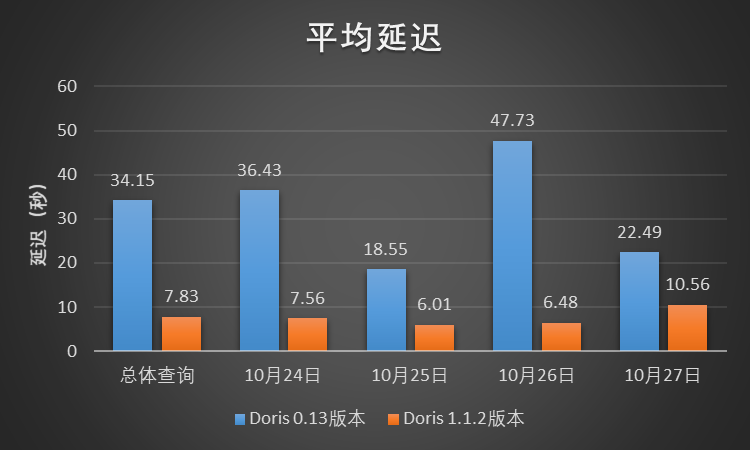 平均延迟
延迟（秒）
60
50
40
30
20
10
0
34.15
7.83
36.43
7.56
18.55
6.01
47.73
6.48
22.49
10.56
总体查询
10月24日
10月25日
10月26日
10月27日
Doris 0.13版本
Doris 1.1.2版本